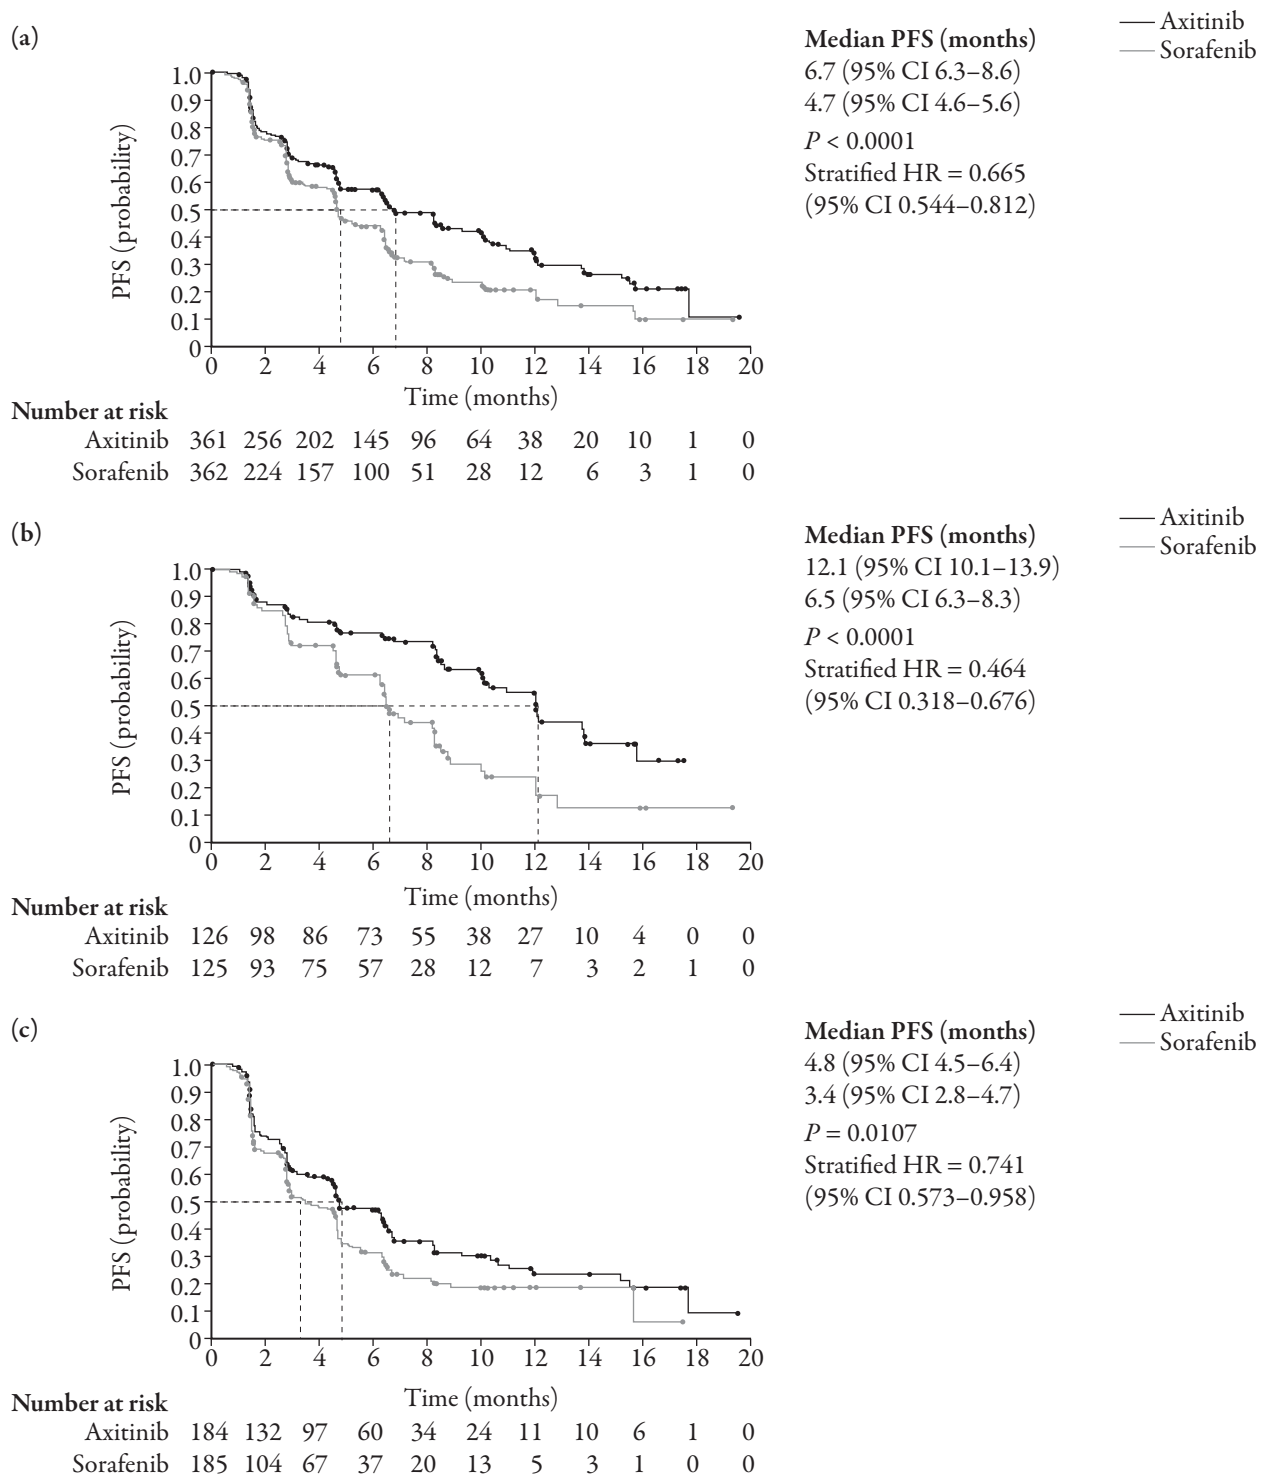 (a)
Median PFS (months)
6.7 (95% CI 6.3–8.6)
4.7 (95% CI 4.6–5.6)
P < 0.0001
Stratified HR = 0.665
(95% CI 0.544–0.812)
Axitinib
Sorafenib
PFS (probability)
1.0
0.9
0.8
0.7
0.6
0.5
0.4
0.3
0.2
0.1
0
0 2 4 6 8 10 12 14 16 18 20
Time (months)
Number at risk
Axitinib 361 256 202 145 96 64 38 20 10 1 0
Sorafenib 362 224 157 100 51 28 12 6 3 1 0
(b)
Median PFS (months)
12.1 (95% CI 10.1–13.9)
6.5 (95% CI 6.3–8.3)
P < 0.0001
Stratified HR = 0.464
(95% CI 0.318–0.676)
Axitinib
Sorafenib
PFS (probability)
1.0
0.9
0.8
0.7
0.6
0.5
0.4
0.3
0.2
0.1
0
0 2 4 6 8 10 12 14 16 18 20
Time (months)
Number at risk
Axitinib 126 98 86 73 55 38 27 10 4 0 0
Sorafenib 125 93 75 57 28 12 7 3 2 1 0
(c)
Median PFS (months)
4.8 (95% CI 4.5–6.4)
3.4 (95% CI 2.8–4.7)
P = 0.0107
Stratified HR = 0.741
(95% CI 0.573–0.958)
Axitinib
Sorafenib
PFS (probability)
1.0
0.9
0.8
0.7
0.6
0.5
0.4
0.3
0.2
0.1
0
0 2 4 6 8 10 12 14 16 18 20
Time (months)
Number at risk
Axitinib 184 132 97 60 34 24 11 10 6 1 0
Sorafenib 185 104 67 37 20 13 5 3 1 0 0